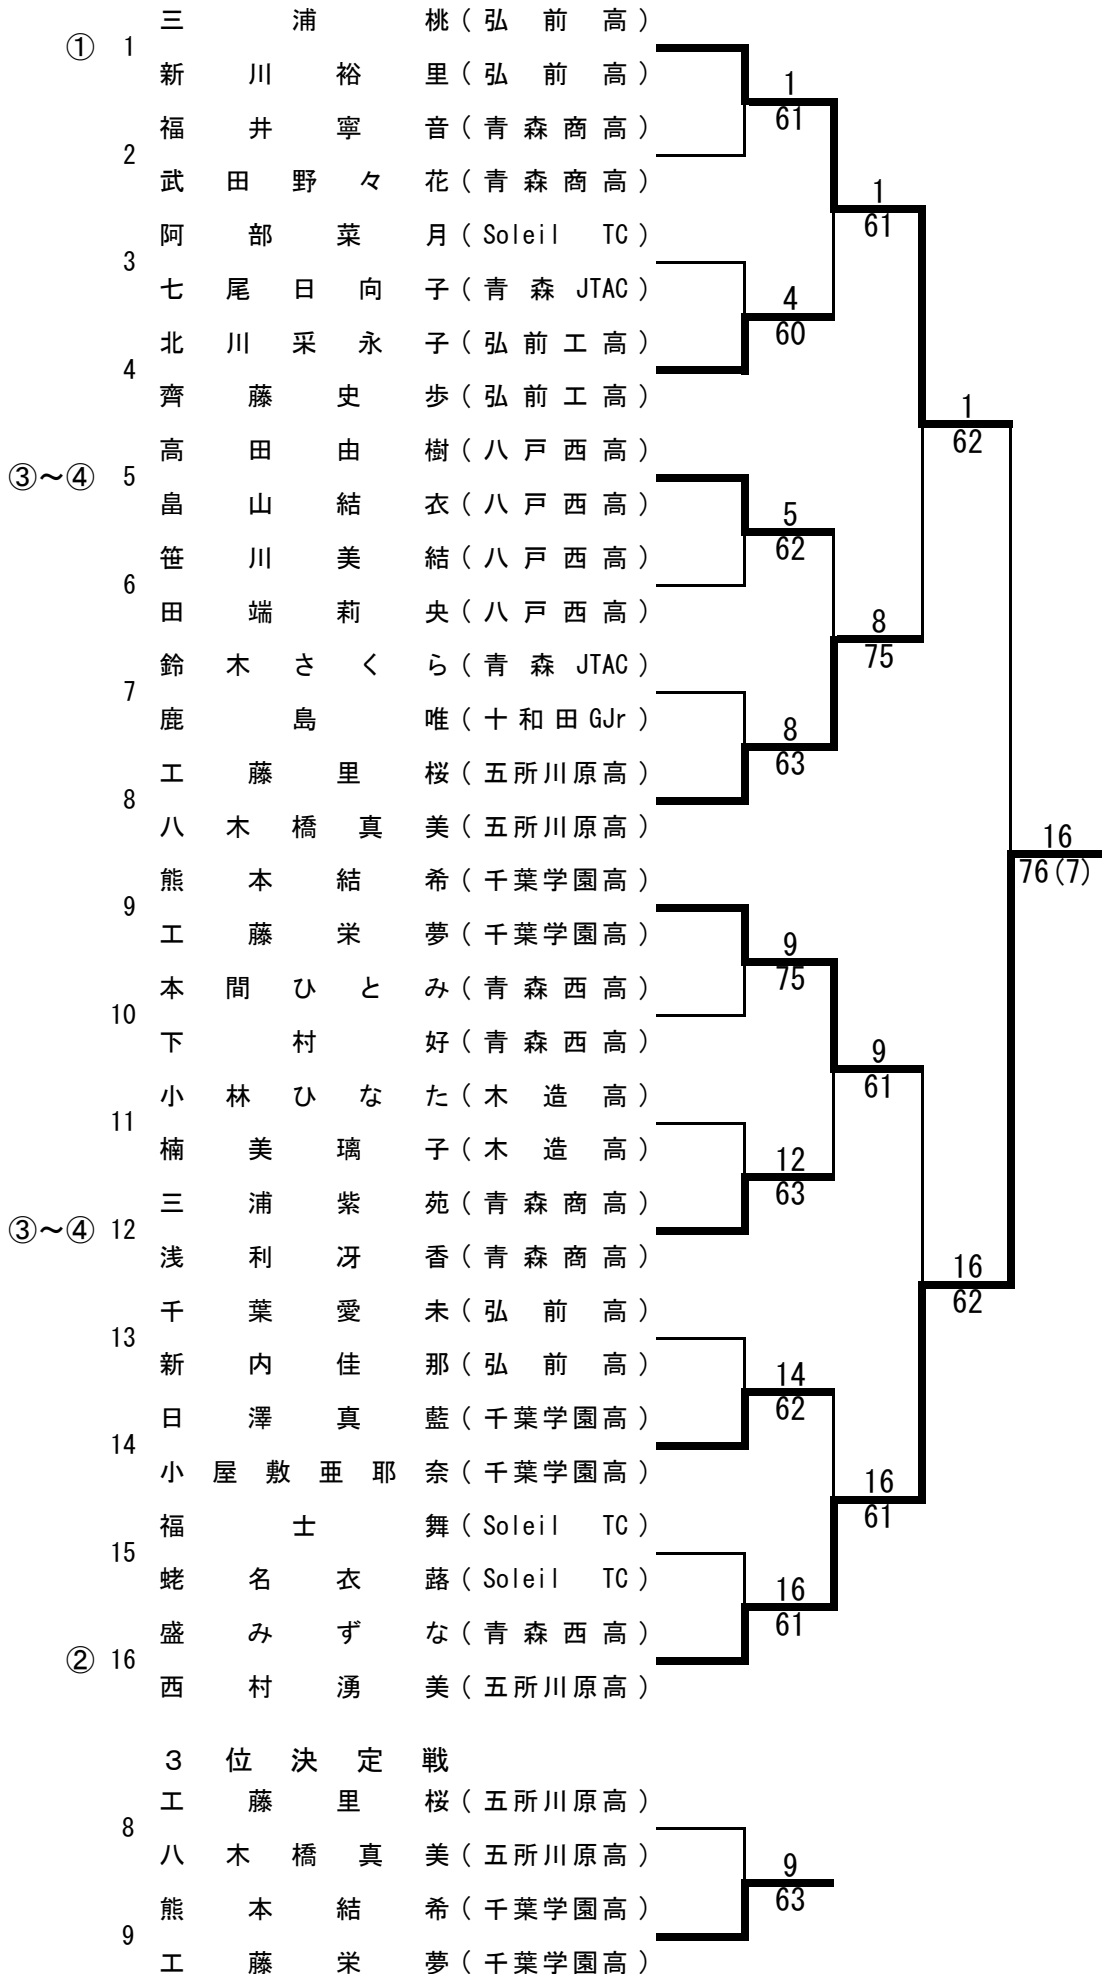 三浦桃(弘前高)
① 1
新川裕里(弘前高)
1
61
福井寧音(青森商高)
2
武田野々花(青森商高)
1
61
阿部菜月(Soleil TC)
3
七尾日向子(青森JTAC)
4
60
北川采永子(弘前工高)
4
齊藤史歩(弘前工高)
1
62
高田由樹(八戸西高)
③~④ 5
畠山結衣(八戸西高)
5
62
笹川美結(八戸西高)
6
田端莉央(八戸西高)
8
75
鈴木さくら(青森JTAC)
7
鹿島唯(十和田GJr)
8
63
工藤里桜(五所川原高)
8
八木橋真美(五所川原高)
16
76(7)
熊本結希(千葉学園高)
9
工藤栄夢(千葉学園高)
9
75
本間ひとみ(青森西高)
10
下村好(青森西高)
9
61
小林ひなた(木造高)
11
楠美璃子(木造高)
12
63
三浦紫苑(青森商高)
③~④ 12
浅利冴香(青森商高)
16
62
千葉愛未(弘前高)
13
新内佳那(弘前高)
14
62
日澤真藍(千葉学園高)
14
小屋敷亜耶奈(千葉学園高)
16
61
福士舞(Soleil TC)
15
蛯名衣蕗(Soleil TC)
16
61
盛みずな(青森西高)
② 16
西村湧美(五所川原高)
3位決定戦
工藤里桜(五所川原高)
8
八木橋真美(五所川原高)
9
63
熊本結希(千葉学園高)
9
工藤栄夢(千葉学園高)